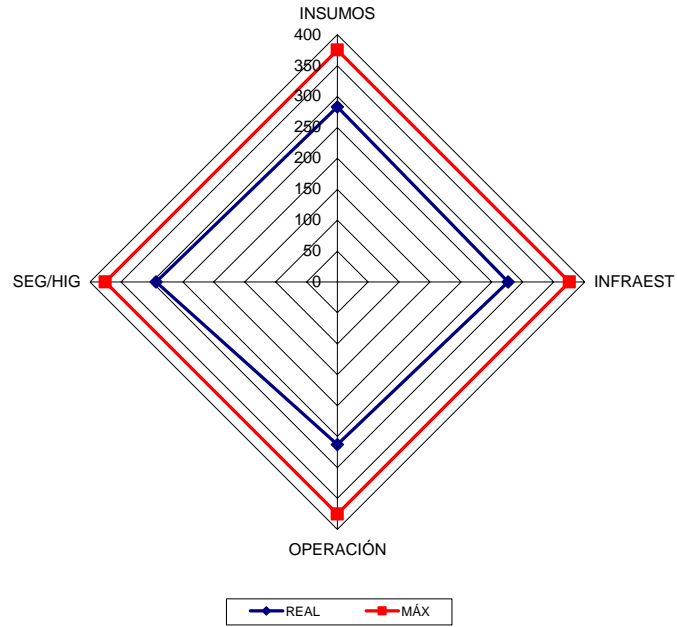 INSUMOS
400
350
300
250
200
150
100
50
0
SEG/HIG
INFRAEST
OPERACIÓN
REAL
MÁX